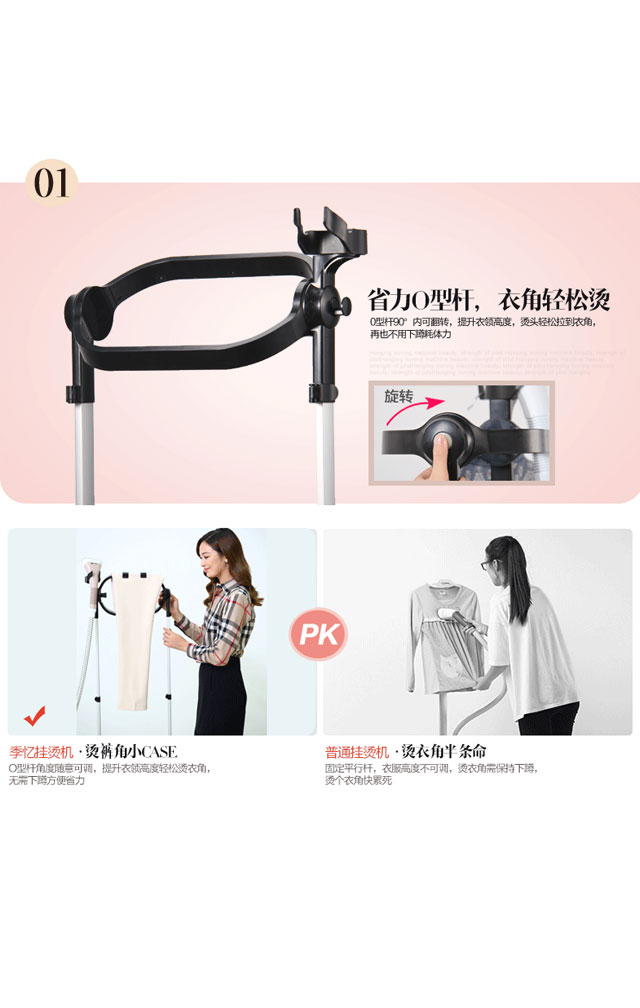 01
省力O型杆，衣角轻松烫
O型杆90°内可翻转，提升衣领高度，烫头轻松拉到衣角，
再也不用下蹲耗体力
旋转
PK
季忆挂烫机·烫裤角小CASE
O型杆角度随意可调，提升衣领高度轻松烫衣角，
无需下蹲方便省力
普通挂烫机·烫衣角半条命
固定平行杆，衣服高度不可调，烫衣角需保持下蹲，
烫个衣角快累死